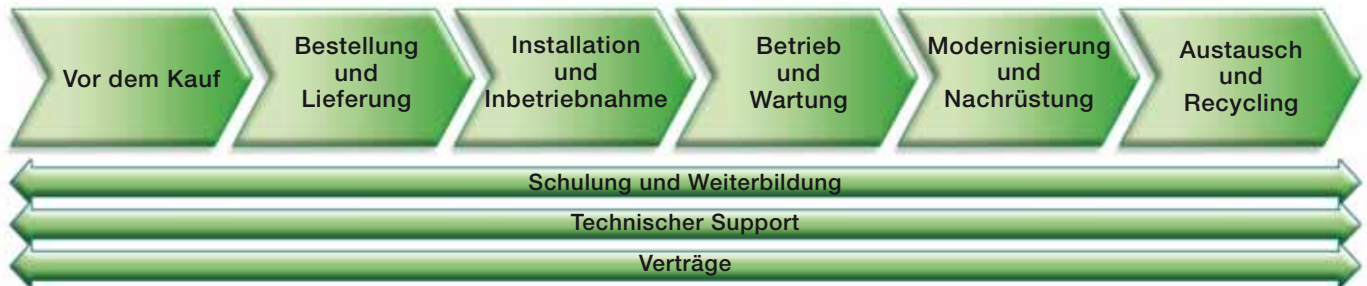 Vor dem Kauf
Bestellung
und
Lieferung
Installation
und
Inbetriebnahme
Betrieb
und
Wartung
Modernisierung
und
Nachrüstung
Austausch
und
Recycling
Schulung und Weiterbildung
Technischer Support
Verträge